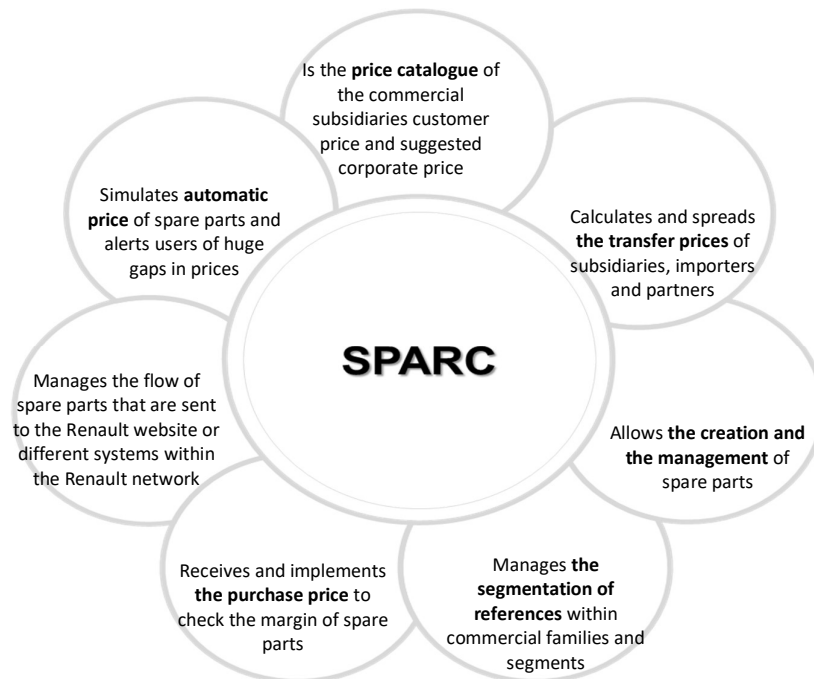 Is the price catalogue of
the commercial
subsidiaries customer
price and suggested
corporate price
Simulates automatic
price of spare parts and
alerts users of huge
gaps in prices
Calculates and spreads
the transfer prices of
subsidiaries, importers
and partners
SPARC
Manages the flow of
spare parts that are sent
to the Renault website or
different systems within
the Renault network
Allows the creation and
the management of
spare parts
Receives and implements
the purchase price to
check the margin of spare
parts
Manages the
segmentation of
references within
commercial families and
segments